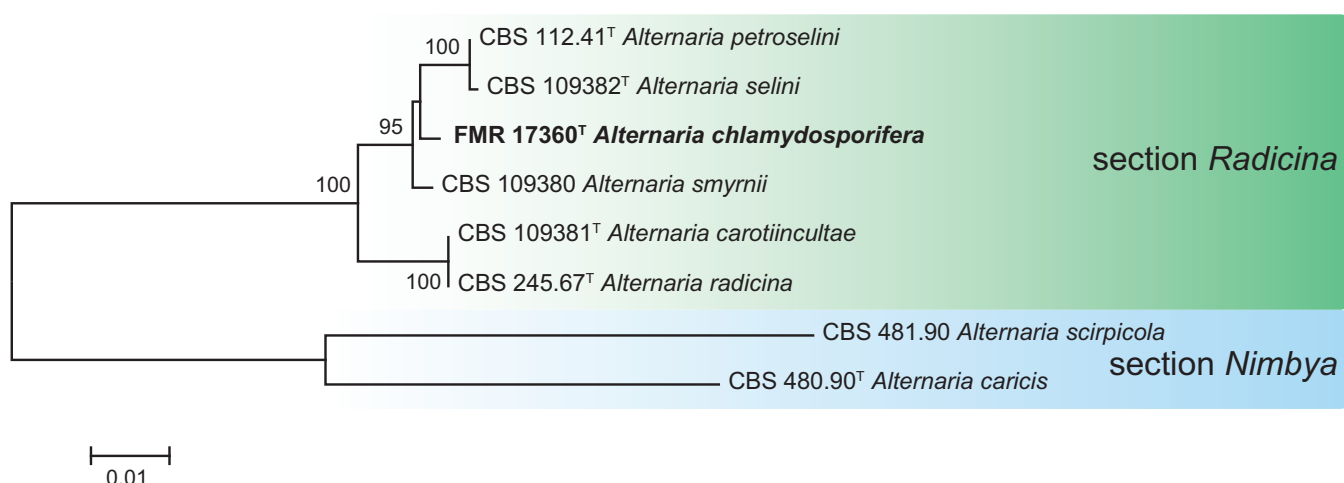 100
CBS 112.41ᵀ Alternaria petroselini
CBS 109382ᵀ Alternaria selini
95
FMR 17360ᵀ Alternaria chlamydosporifera
section Radicina
100
CBS 109380 Alternaria smyrnii
CBS 109381ᵀ Alternaria carotiincultae
100
CBS 245.67ᵀ Alternaria radicina
CBS 481.90 Alternaria scirpicola
section Nimbya
CBS 480.90ᵀ Alternaria caricis
0.01